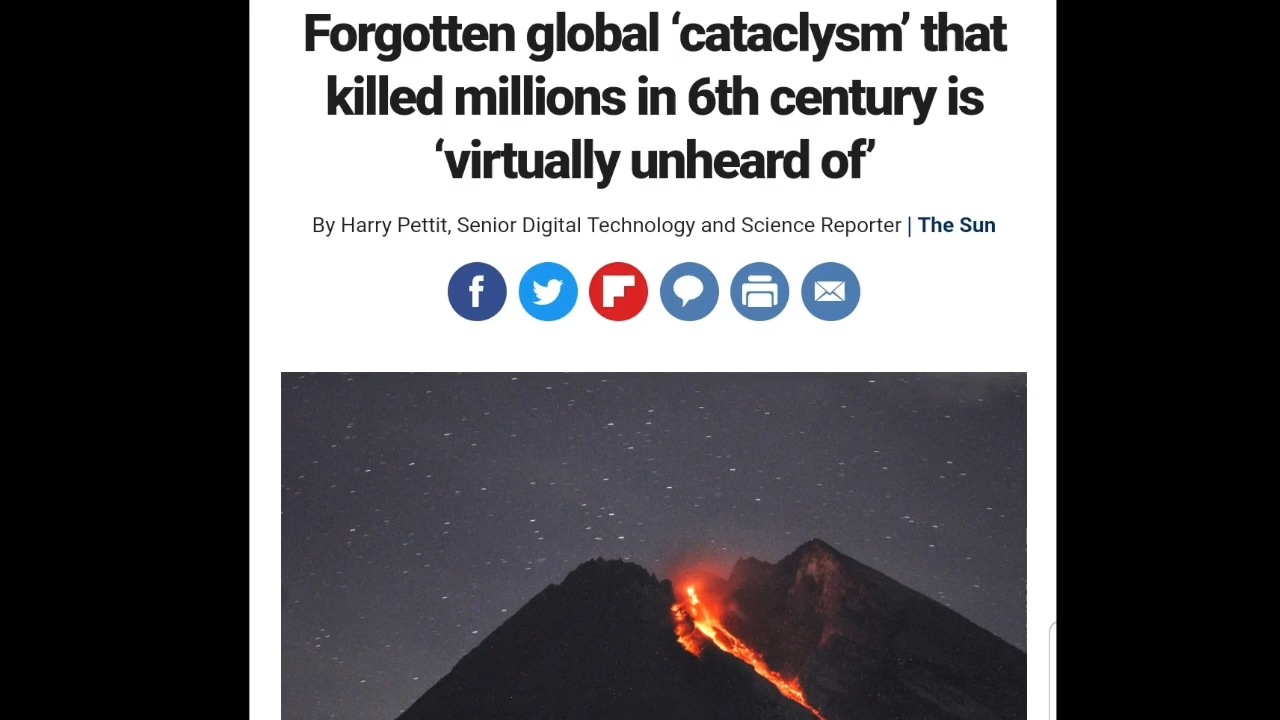 Forgotten global ‘cataclysm’ that
killed millions in 6th century is
‘virtually unheard of’
By Harry Pettit, Senior Digital Technology and Science Reporter | The Sun